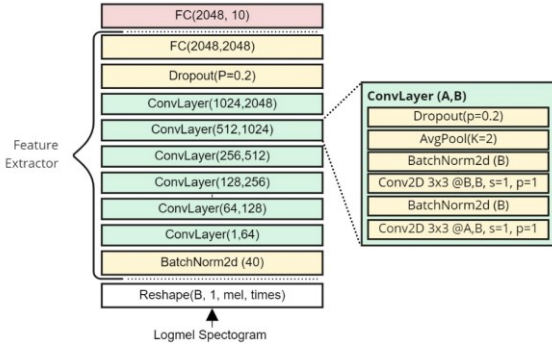 FC(2048, 10)
FC(2048,2048)
Dropout(P=0.2)
ConvLayer(1024,2048)
ConvLayer(512,1024)
ConvLayer(256,512)
ConvLayer(128,256)
ConvLayer(64,128)
ConvLayer(1,64)
BatchNorm2d (40)
Reshape(B, 1, mel, times)
Logmel Spectogram
Feature
Extractor
ConvLayer (A,B)
Dropout(p=0.2)
AvgPool(K=2)
BatchNorm2d (B)
Conv2D 3x3 @B,B, s=1, p=1
BatchNorm2d (B)
Conv2D 3x3 @A,B, s=1, p=1